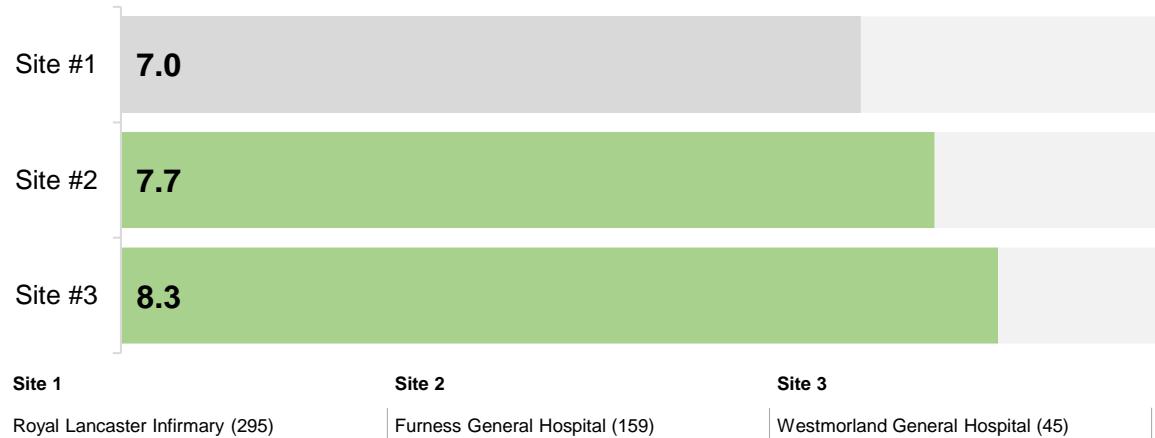 Site #1 7.0
Site #2 7.7
Site #3 8.3
Site 1 Site 2 Site 3
Royal Lancaster Infirmary (295) Furness General Hospital (159) Westmorland General Hospital (45)